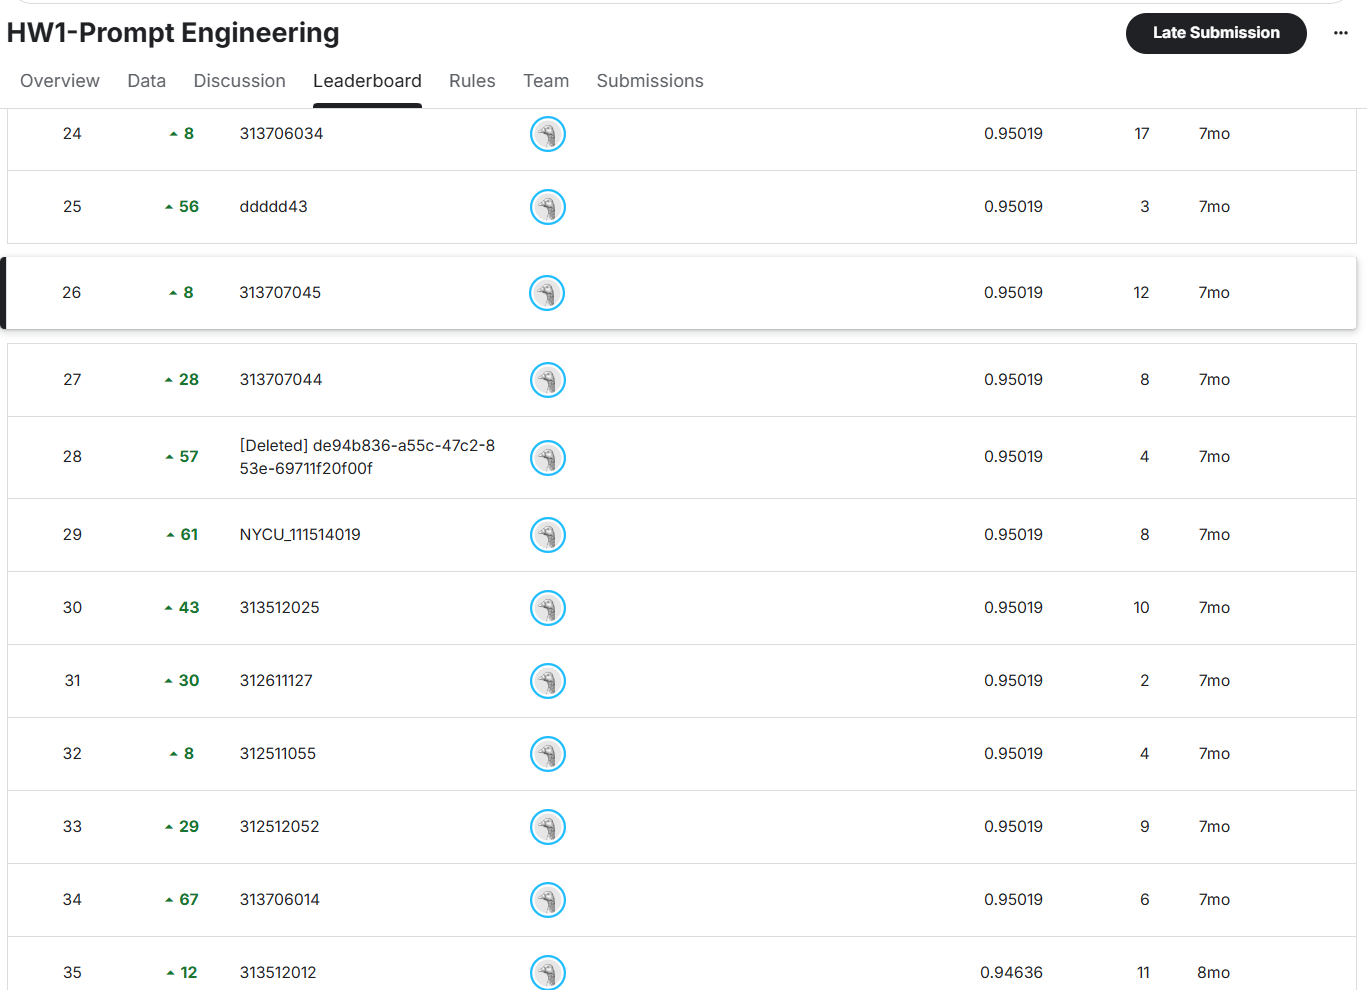 HW1-Prompt Engineering
Late Submission
Overview Data Discussion Leaderboard Rules Team Submissions
24 8 313706034 0.95019 17 7mo
25 56 ddddd43 0.95019 3 7mo
26 8 313707045 0.95019 12 7mo
27 28 313707044 0.95019 8 7mo
28 57 [Deleted] de94b836-a55c-47c2-8
53e-69711f20f00f 0.95019 4 7mo
29 61 NYCU_111514019 0.95019 8 7mo
30 43 313512025 0.95019 10 7mo
31 30 312611127 0.95019 2 7mo
32 8 312511055 0.95019 4 7mo
33 29 312512052 0.95019 9 7mo
34 67 313706014 0.95019 6 7mo
35 12 313512012 0.94636 11 8mo